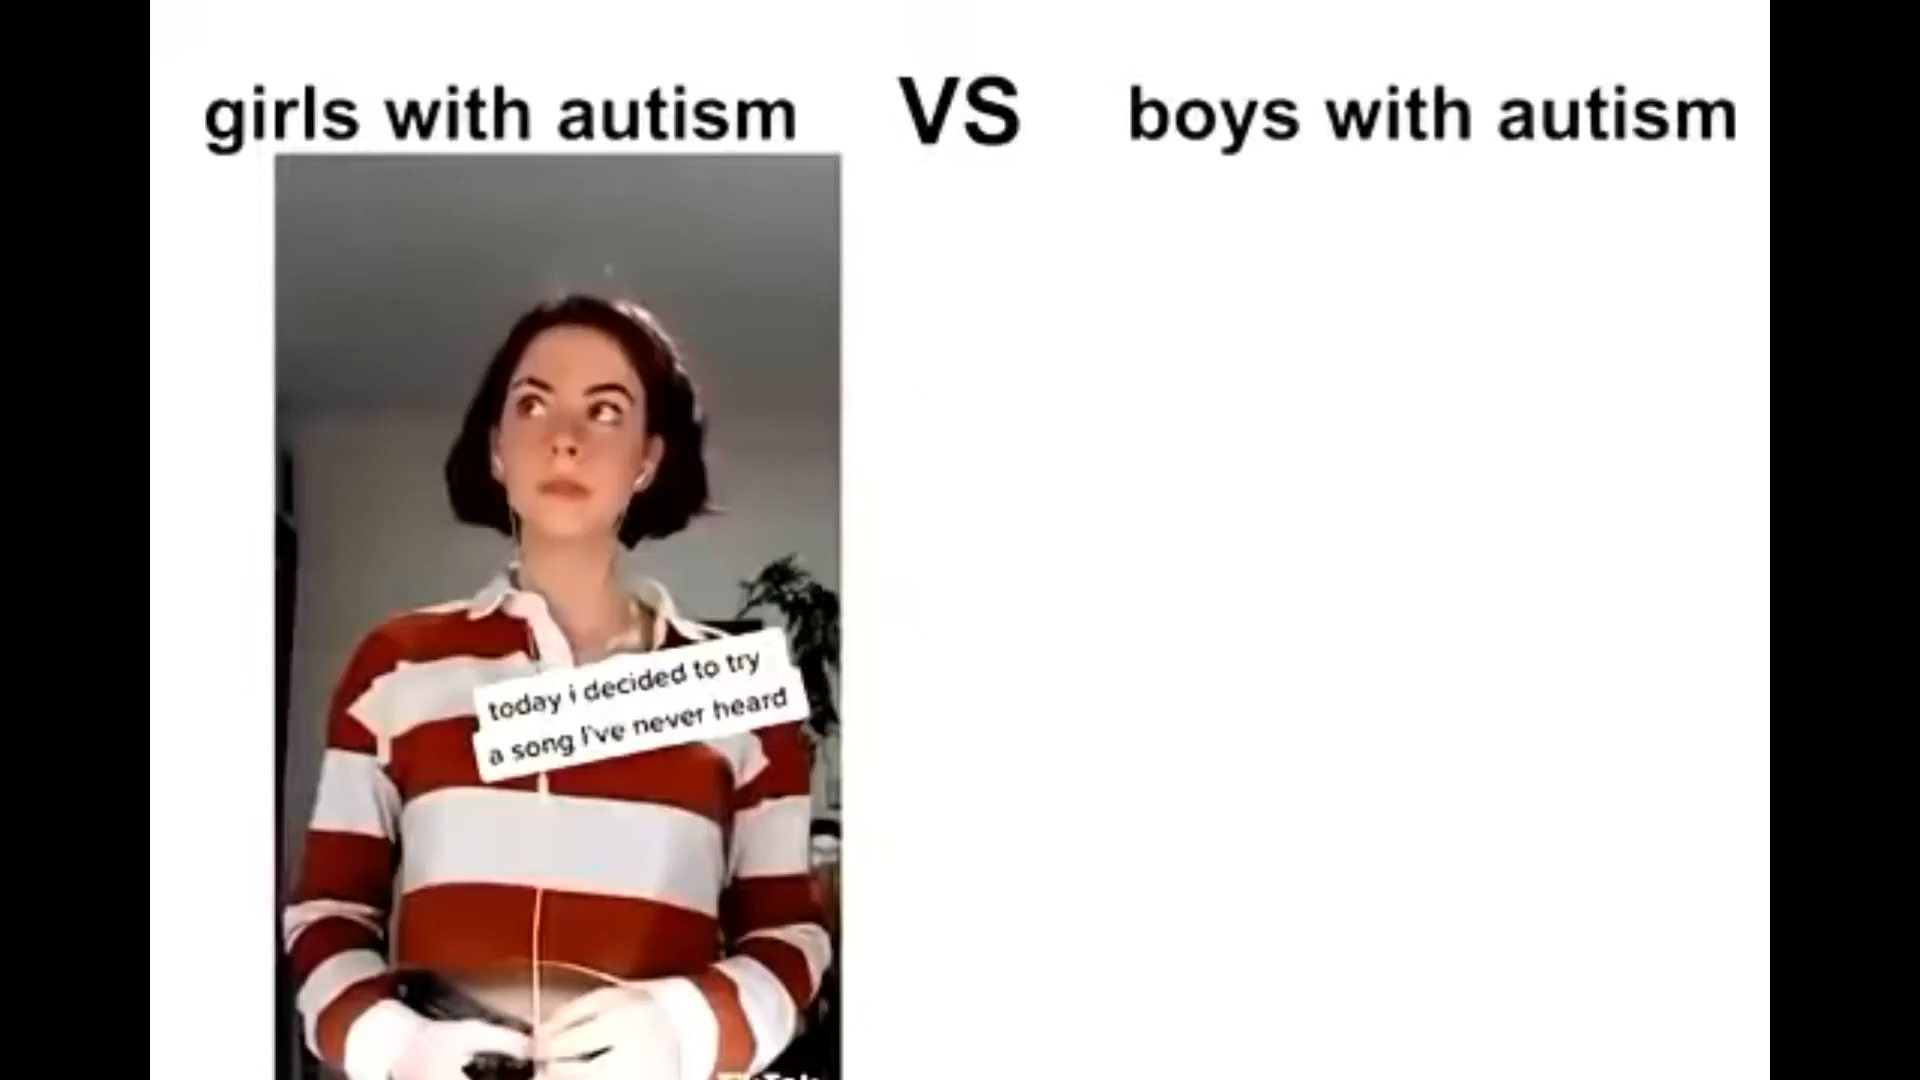 girls with autism VS boys with autism
today i decided to try
a song I've never heard